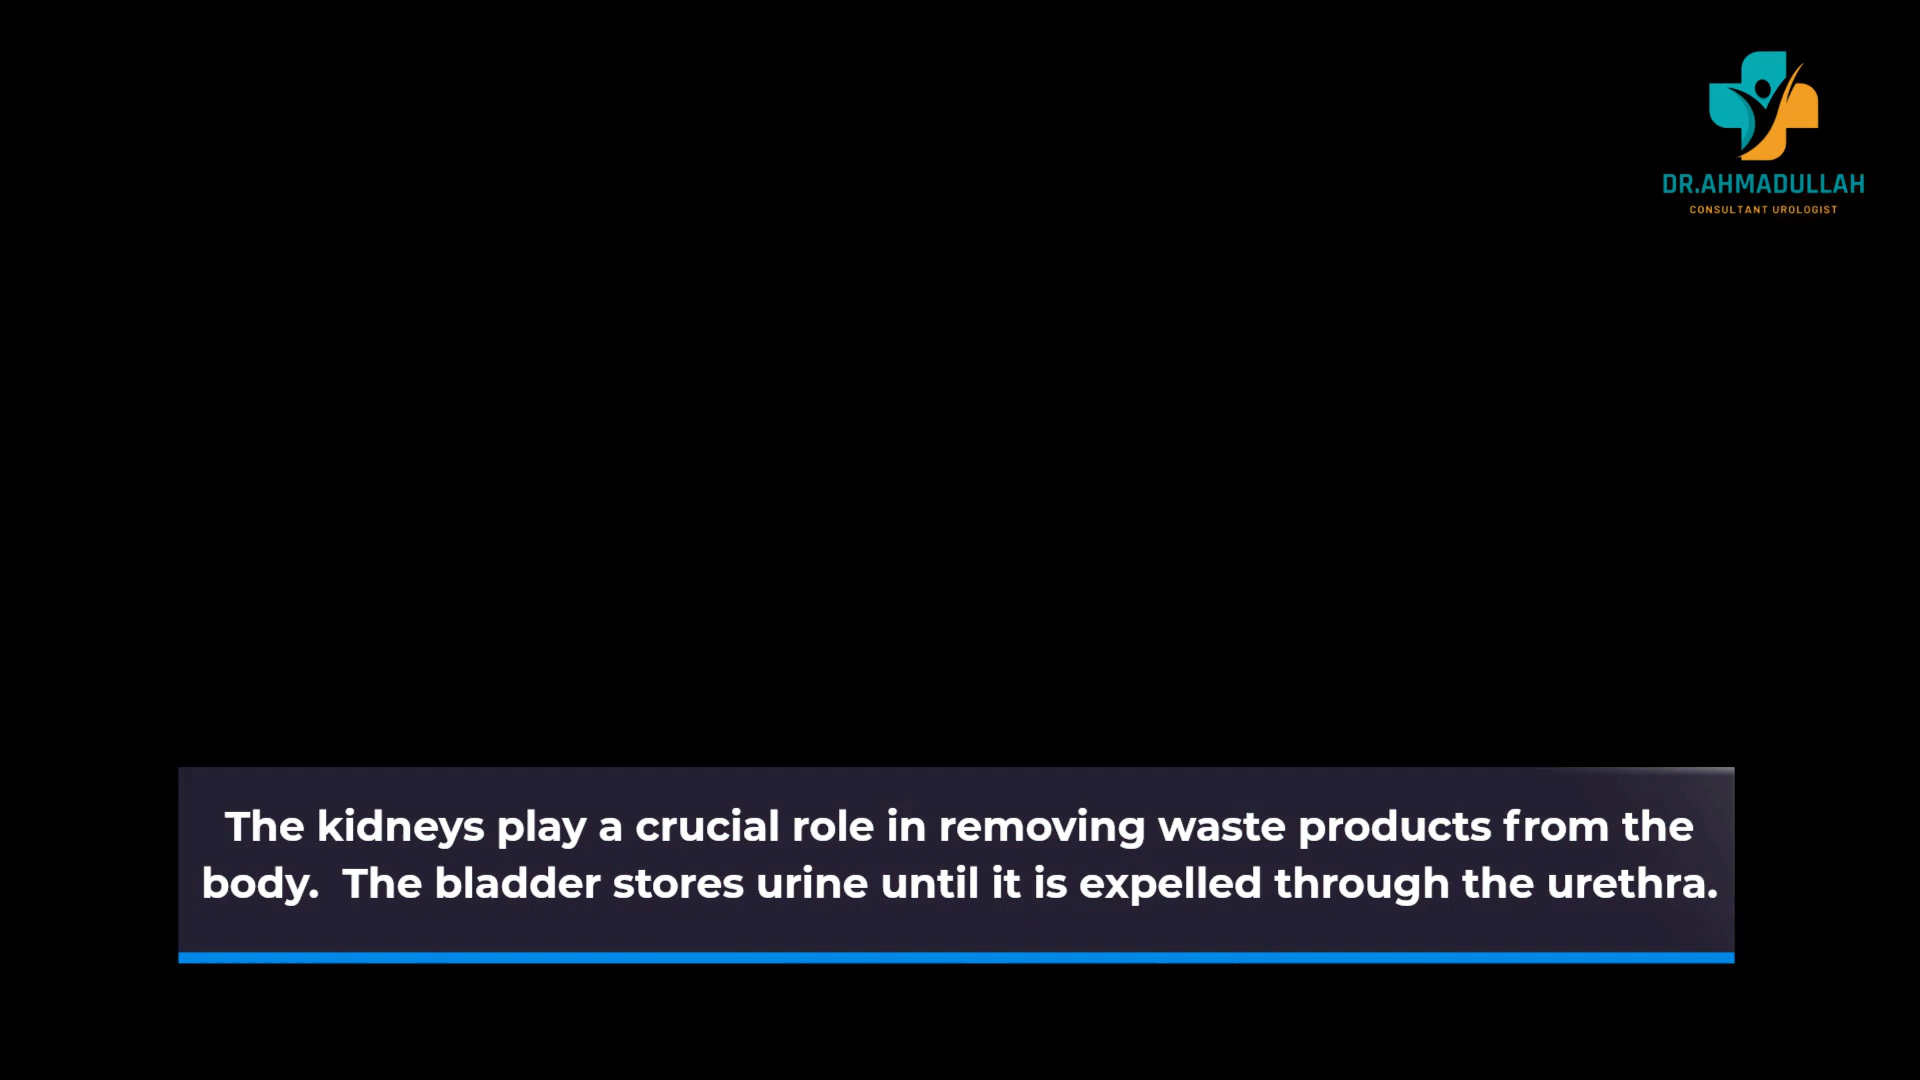 DR.AHMADULLAH
CONSULTANT UROLOGIST
The kidneys play a crucial role in removing waste products from the
body.  The bladder stores urine until it is expelled through the urethra.